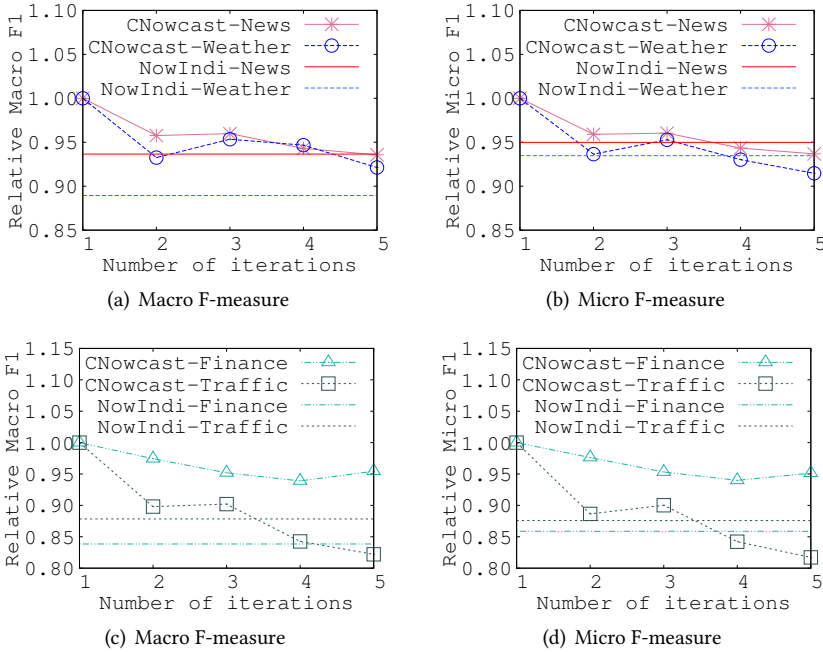 1.10
CNowcast-News
CNowcast-Weather
1.05
NowIndi-News
NowIndi-Weather
1.00
0.95
0.90
0.85
Relative Macro F1
1 2 3 4 5
Number of iterations
(a) Macro F-measure
1.10
CNowcast-News
CNowcast-Weather
1.05
NowIndi-News
NowIndi-Weather
1.00
0.95
0.90
0.85
Relative Micro F1
1 2 3 4 5
Number of iterations
(b) Micro F-measure
1.15
CNowcast-Finance
1.10
CNowcast-Traffic
1.05
NowIndi-Finance
NowIndi-Traffic
1.00
0.95
0.90
0.85
0.80
Relative Macro F1
1 2 3 4 5
Number of iterations
(c) Macro F-measure
1.15
CNowcast-Finance
1.10
CNowcast-Traffic
1.05
NowIndi-Finance
NowIndi-Traffic
1.00
0.95
0.90
0.85
0.80
Relative Micro F1
1 2 3 4 5
Number of iterations
(d) Micro F-measure